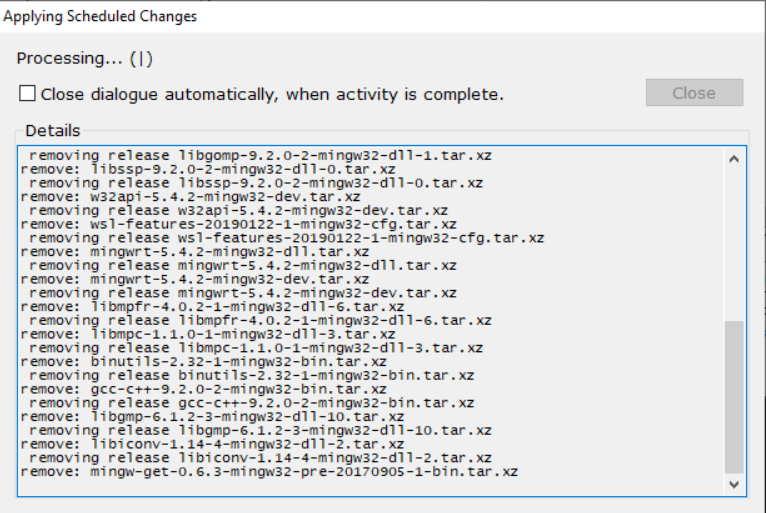 Applying Scheduled Changes
Processing... (|)
Close dialogue automatically, when activity is complete.
Close
Details
removing release libgomp-9.2.0-2-mingw32-dll-1.tar.xz
remove: libssp-9.2.0-2-mingw32-dll-0.tar.xz
removing release libssp-9.2.0-2-mingw32-dll-0.tar.xz
remove: w32api-5.4.2-mingw32-dev.tar.xz
removing release w32api-5.4.2-mingw32-dev.tar.xz
remove: wsl-features-20190122-1-mingw32-cfg.tar.xz
removing release wsl-features-20190122-1-mingw32-cfg.tar.xz
remove: mingwrt-5.4.2-mingw32-dll.tar.xz
removing release mingwrt-5.4.2-mingw32-dll.tar.xz
remove: mingwrt-5.4.2-mingw32-dev.tar.xz
removing release mingwrt-5.4.2-mingw32-dev.tar.xz
remove: libmpfr-4.0.2-1-mingw32-dll-6.tar.xz
removing release libmpfr-4.0.2-1-mingw32-dll-6.tar.xz
remove: libmpc-1.1.0-1-mingw32-dll-3.tar.xz
removing release libmpc-1.1.0-1-mingw32-dll-3.tar.xz
remove: binutils-2.32-1-mingw32-bin.tar.xz
removing release binutils-2.32-1-mingw32-bin.tar.xz
remove: gcc-c++-9.2.0-2-mingw32-bin.tar.xz
removing release gcc-c++-9.2.0-2-mingw32-bin.tar.xz
remove: libgmp-6.1.2-3-mingw32-dll-10.tar.xz
removing release libgmp-6.1.2-3-mingw32-dll-10.tar.xz
remove: libiconv-1.14-4-mingw32-dll-2.tar.xz
removing release libiconv-1.14-4-mingw32-dll-2.tar.xz
remove: mingw-get-0.6.3-mingw32-pre-20170905-1-bin.tar.xz